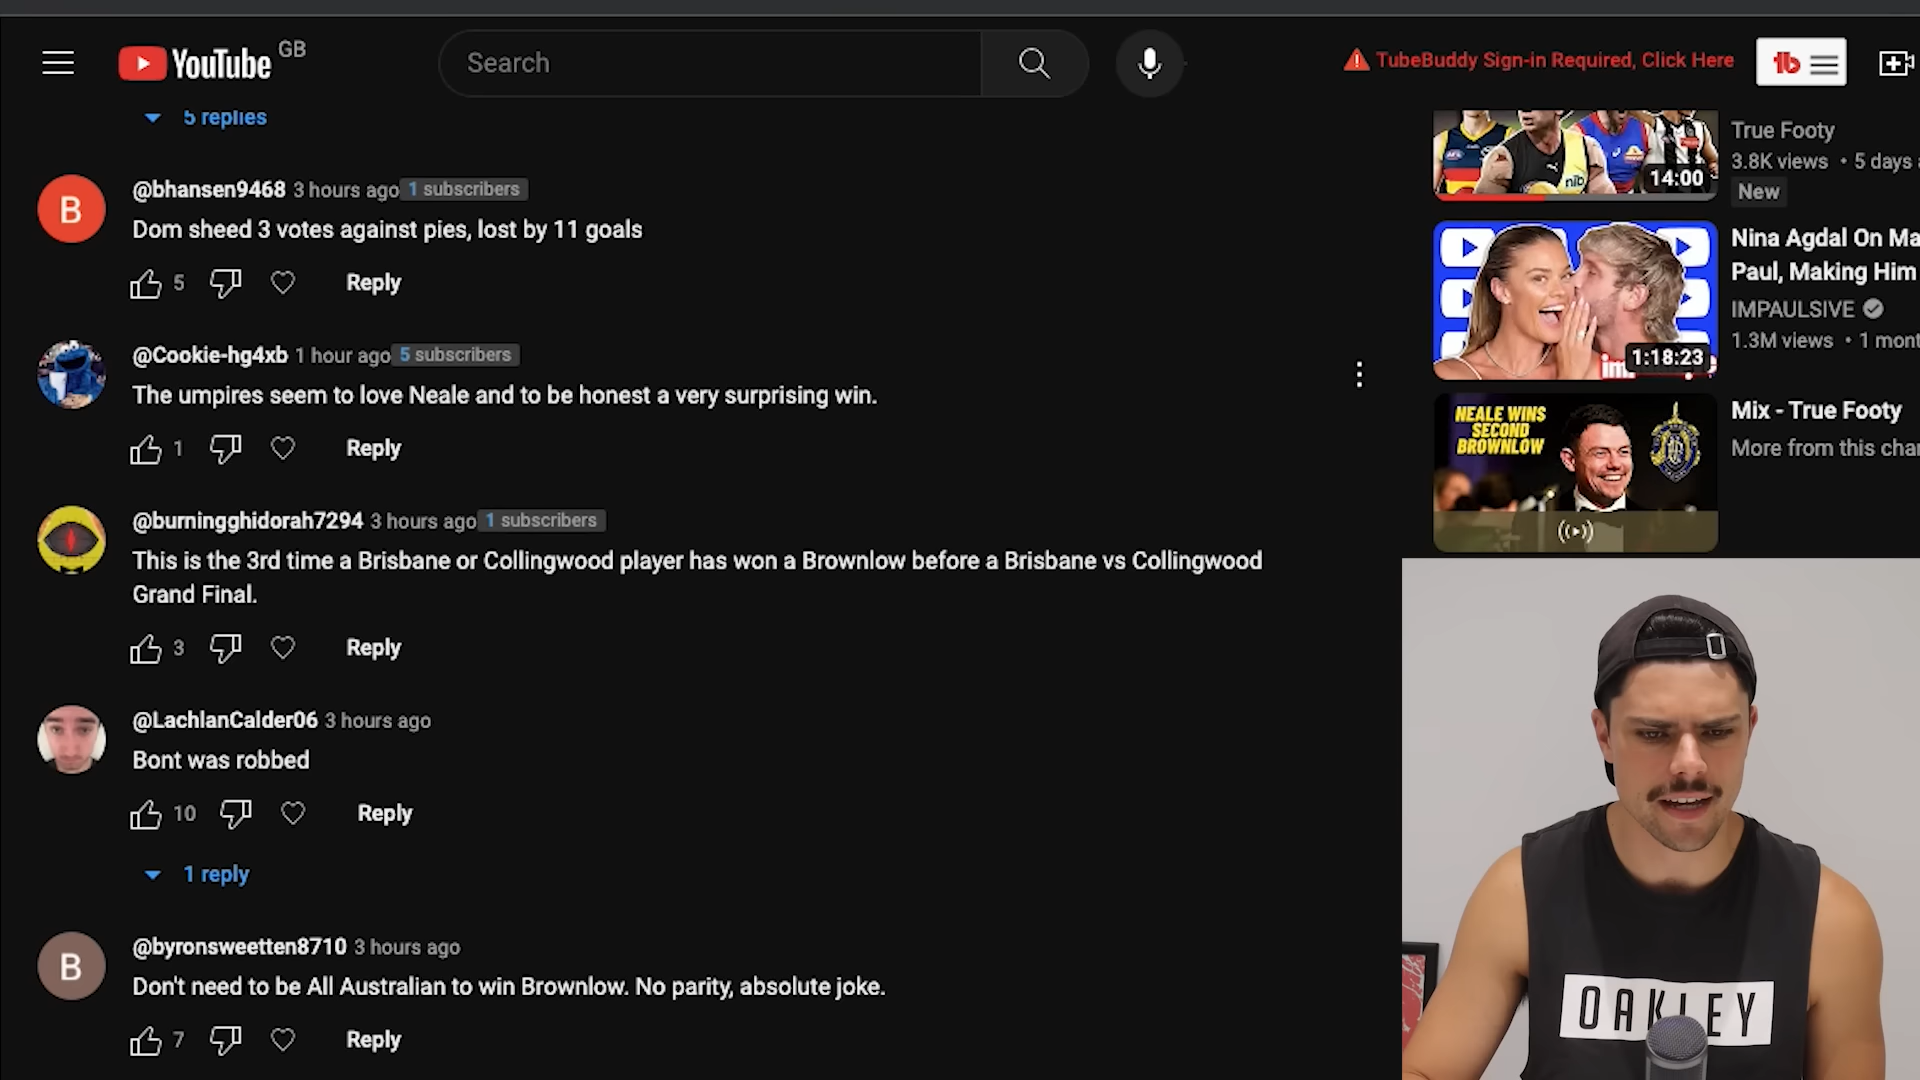 YouTube GB
Search
TubeBuddy Sign-in Required, Click Here
tb
5 replies
B
@bhansen9468 3 hours ago 1 subscribers
Dom sheed 3 votes against pies, lost by 11 goals
5 Reply
@Cookie-hg4xb 1 hour ago 5 subscribers
The umpires seem to love Neale and to be honest a very surprising win.
1 Reply
@burningghidorah7294 3 hours ago 1 subscribers
This is the 3rd time a Brisbane or Collingwood player has won a Brownlow before a Brisbane vs Collingwood
Grand Final.
3 Reply
@LachlanCalder06 3 hours ago
Bont was robbed
10 Reply
1 reply
B
@byronsweetten8710 3 hours ago
Don't need to be All Australian to win Brownlow. No parity, absolute joke.
7 Reply
nib
14:00
True Footy
3.8K views • 5 days
New
1:18:23
Nina Agdal On Ma
Paul, Making Him
IMPAULSIVE
1.3M views • 1 mont
NEALE WINS
SECOND
BROWNLOW
Mix - True Footy
More from this chan
OAKLEY